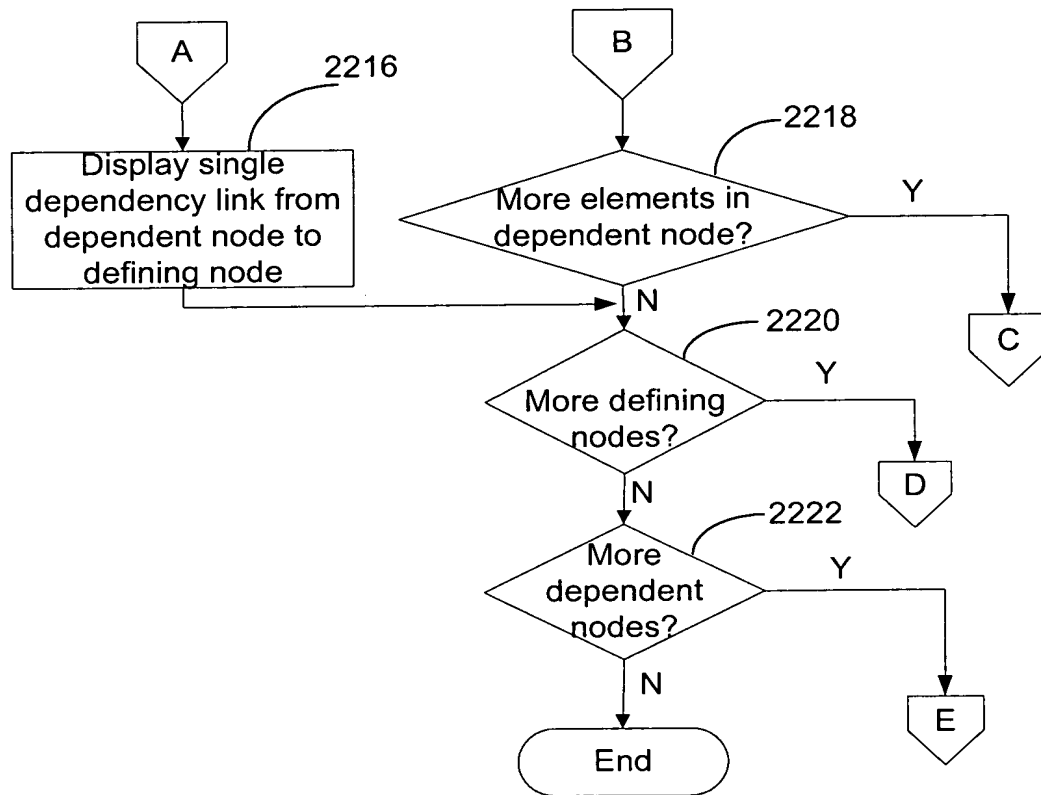 A
B
2216
2218
Display single
dependency link from
dependent node to
defining node
More elements in
dependent node?
Y
N
C
2220
More defining
nodes?
Y
D
N
2222
More
dependent
nodes?
Y
N
E
End